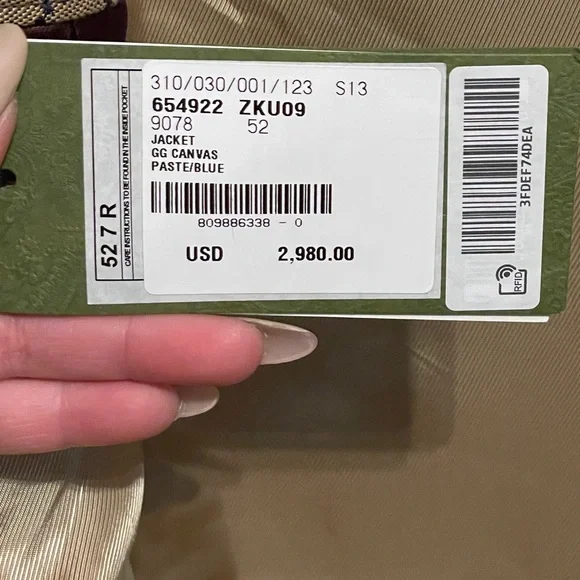 310/030/001/123 S13
654922 ZKU09
9078 52
JACKET
GG CANVAS
PASTE/BLUE
809886338 - 0
USD 2,980.00
52 7 R
CARE INSTRUCTIONS TO BE FOUND IN THE INSIDE POCKET
3FDEF74DEA
RFID